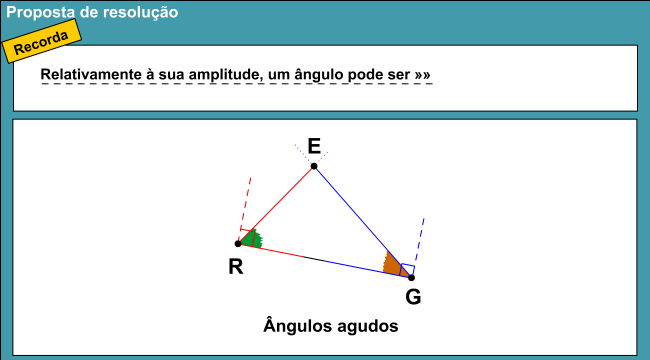 Proposta de resolução
Recorda
Relativamente à sua amplitude, um ângulo pode ser »»
E
R
G
Ângulos agudos